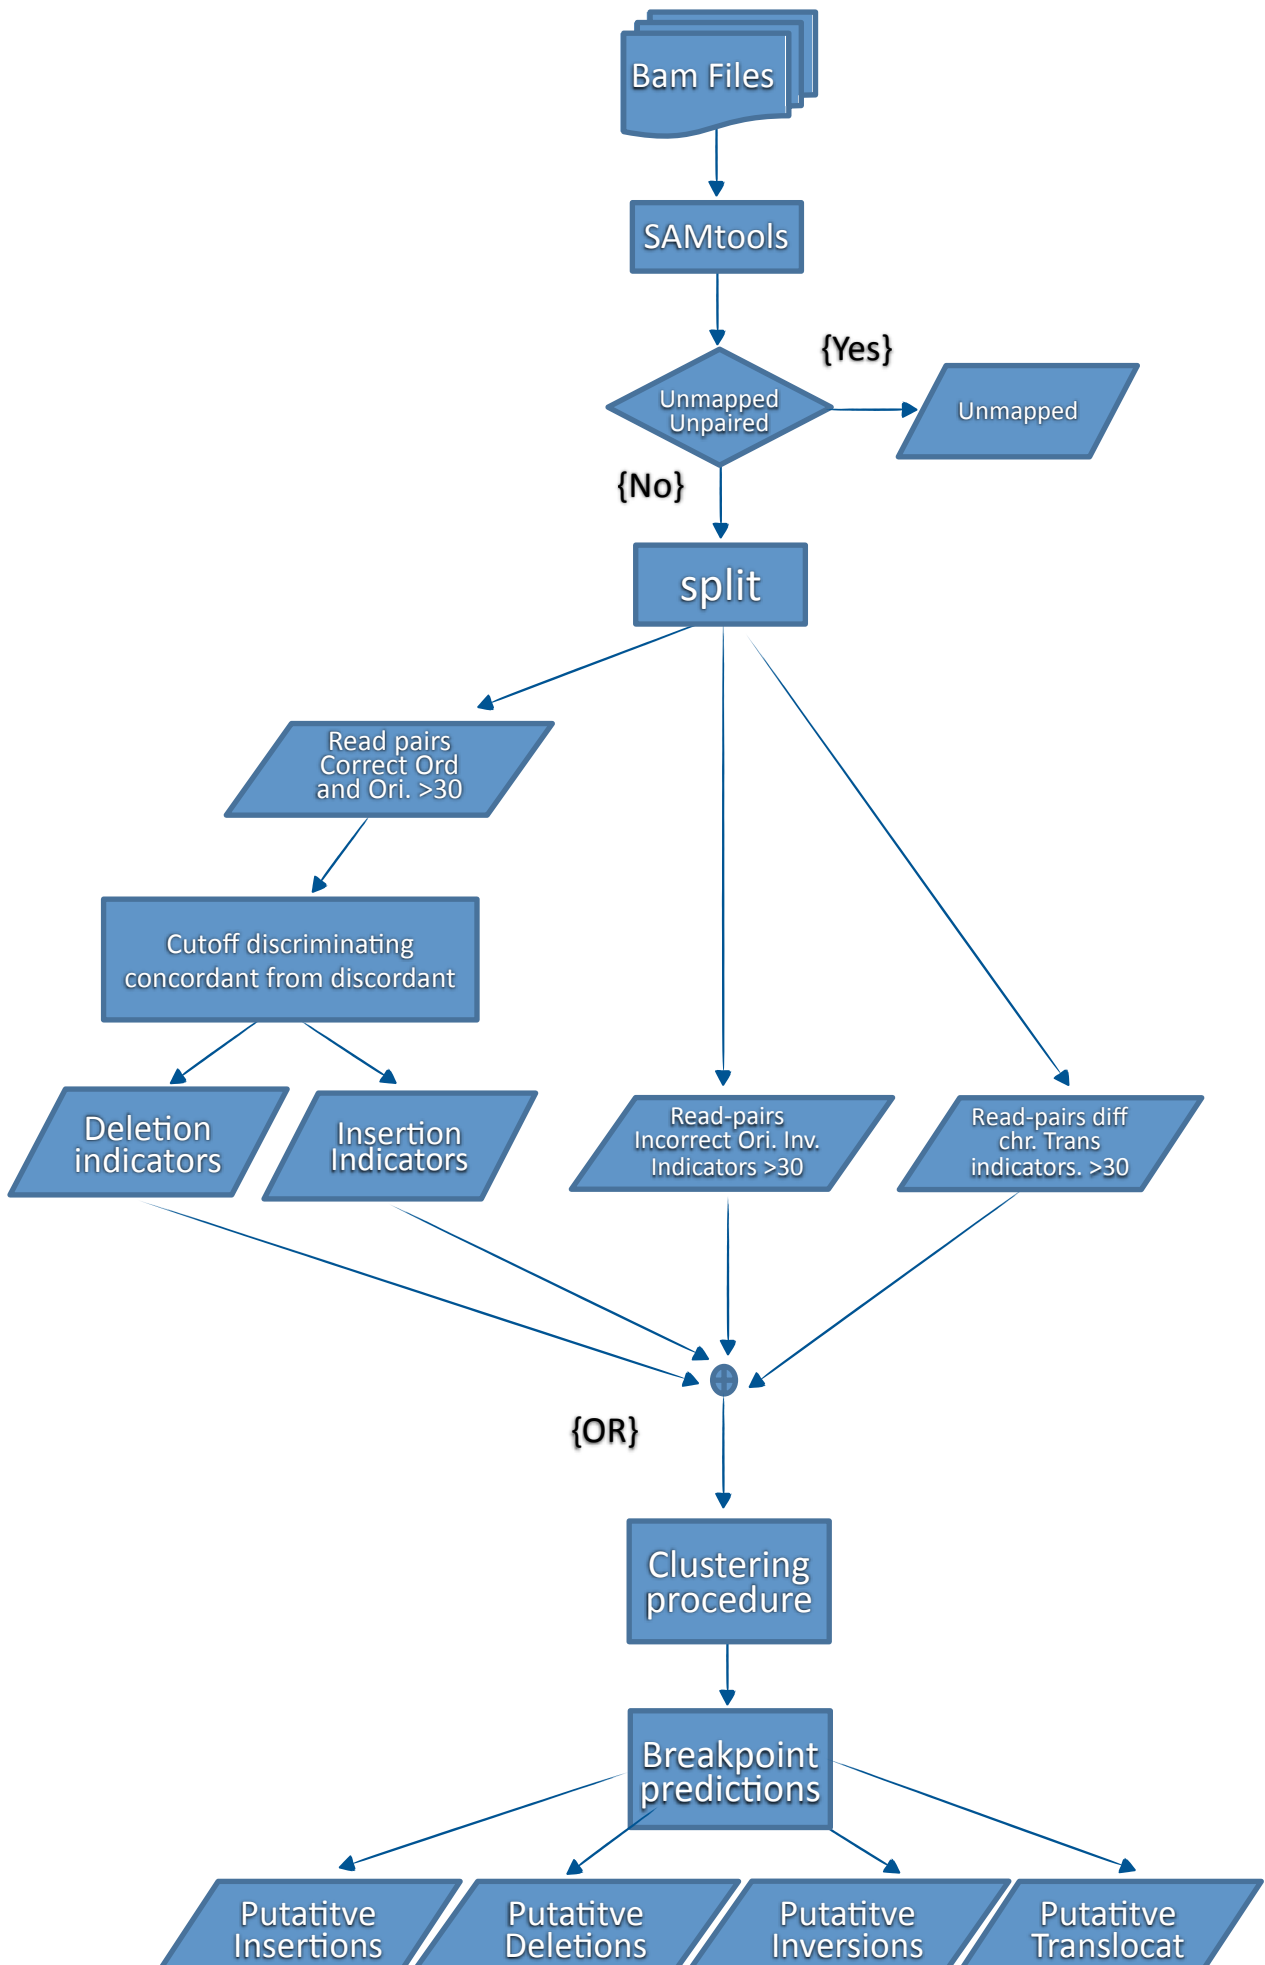 Bam Files
SAMtools
{Yes}
Unmapped
Unpaired
Unmapped
{No}
split
Read pairs
Correct Ord
and Ori. >30
Cutoff discriminating
concordant from discordant
Deletion
indicators
Insertion
Indicators
Read-pairs
Incorrect Ori. Inv.
Indicators >30
Read-pairs diff
chr. Trans
indicators. >30
{OR}
Clustering
procedure
Breakpoint
predictions
Putatitve
Insertions
Putatitve
Deletions
Putatitve
Inversions
Putatitve
Translocat